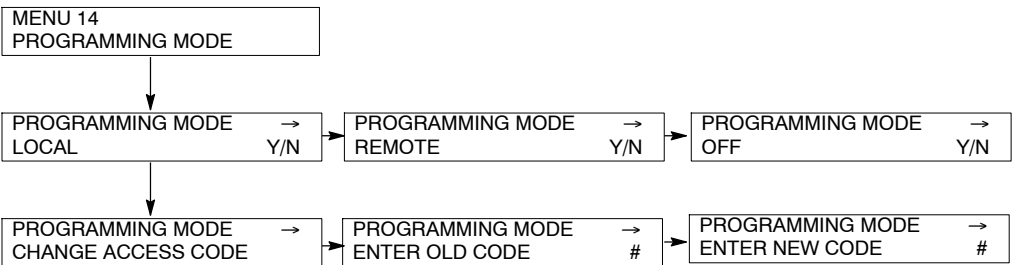 MENU 14
PROGRAMMING MODE
PROGRAMMING MODE →
LOCAL Y/N
PROGRAMMING MODE →
REMOTE Y/N
PROGRAMMING MODE →
OFF Y/N
PROGRAMMING MODE →
CHANGE ACCESS CODE
PROGRAMMING MODE →
ENTER OLD CODE #
PROGRAMMING MODE →
ENTER NEW CODE #